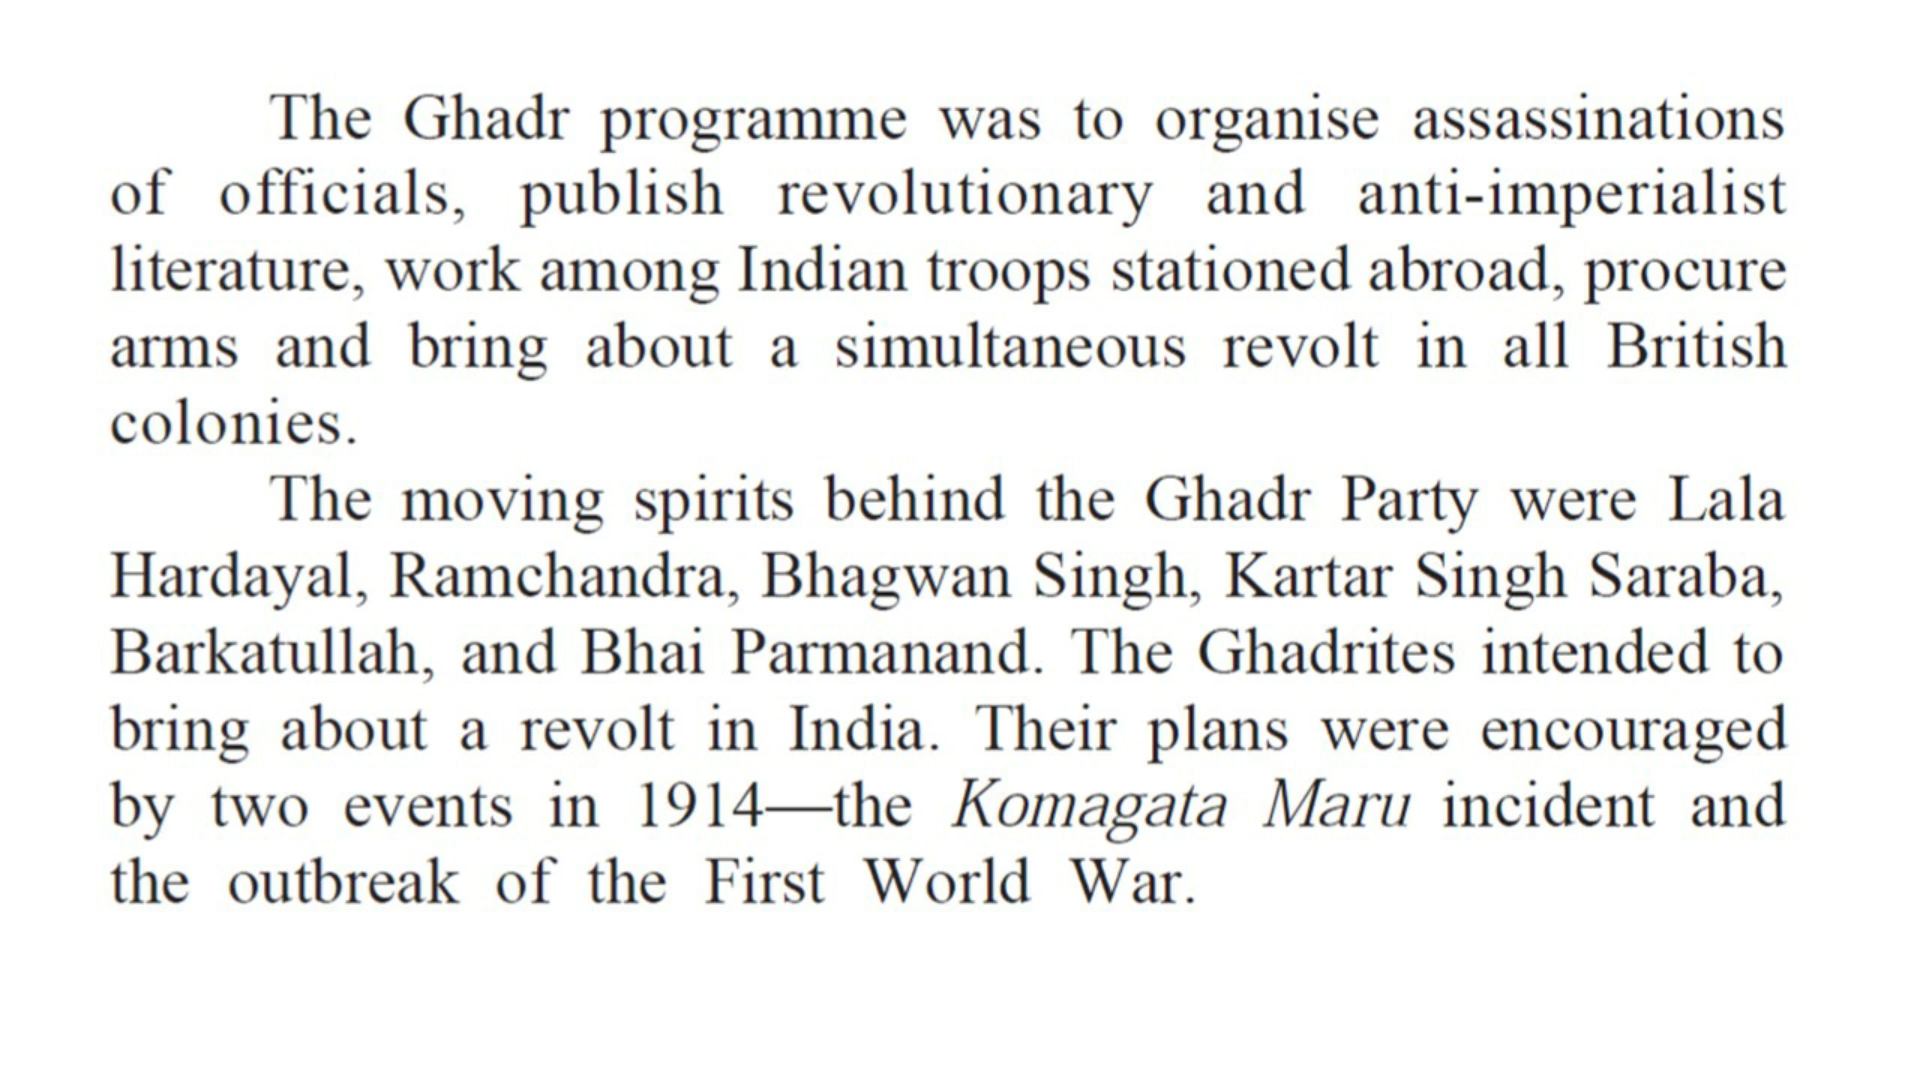 The Ghadr programme was to organise assassinations
of officials, publish revolutionary and anti-imperialist
literature, work among Indian troops stationed abroad, procure
arms and bring about a simultaneous revolt in all British
colonies.
The moving spirits behind the Ghadr Party were Lala
Hardayal, Ramchandra, Bhagwan Singh, Kartar Singh Saraba,
Barkatullah, and Bhai Parmanand. The Ghadrites intended to
bring about a revolt in India. Their plans were encouraged
by two events in 1914—the Komagata Maru incident and
the outbreak of the First World War.